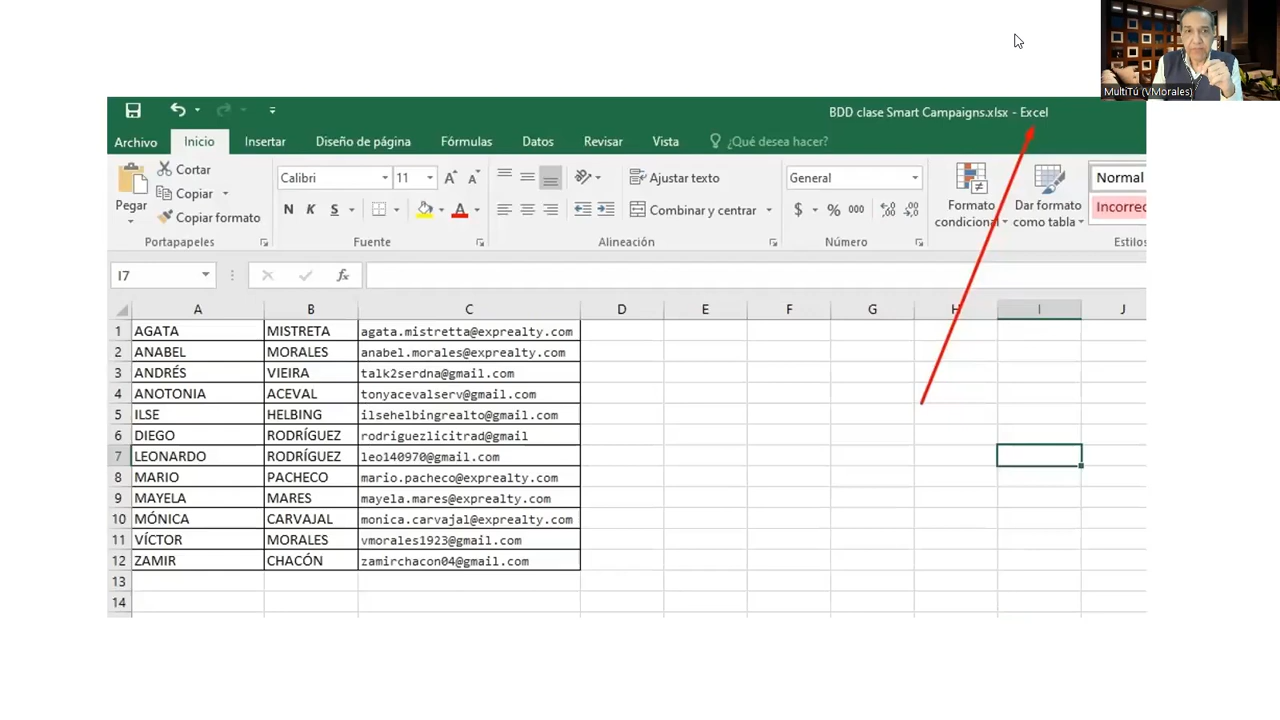 MultiTú (VMorales)
BDD clase Smart Campaigns.xlsx - Excel
Archivo Inicio Insertar Diseño de página Fórmulas Datos Revisar Vista ¿Qué desea hacer?
Pegar
Cortar
Copiar
Copiar formato
Portapapeles
Calibri 11
N K S
Fuente
Ajustar texto
Combinar y centrar
Alineación
General
$ % 000
Número
Formato condicional
Dar formato como tabla
Normal
Incorrec
Estilos
I7 fx
A B C D E F G H I J
1 AGATA MISTRETA agata.mistretta@exprealty.com
2 ANABEL MORALES anabel.morales@exprealty.com
3 ANDRÉS VIEIRA talk2serdna@gmail.com
4 ANOTONIA ACEVAL tonyacevalserv@gmail.com
5 ILSE HELBING ilsehelbingrealto@gmail.com
6 DIEGO RODRÍGUEZ rodriguezlicitrad@gmail
7 LEONARDO RODRÍGUEZ leo140970@gmail.com
8 MARIO PACHECO mario.pacheco@exprealty.com
9 MAYELA MARES mayela.mares@exprealty.com
10 MÓNICA CARVAJAL monica.carvajal@exprealty.com
11 VÍCTOR MORALES vmorales1923@gmail.com
12 ZAMIR CHACÓN zamirchacon04@gmail.com
13
14